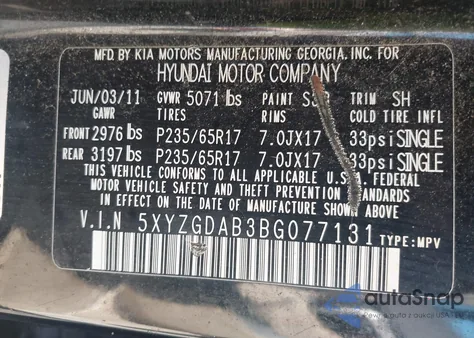 MFD. BY KIA MOTORS MANUFACTURING GEORGIA, INC. FOR
HYUNDAI MOTOR COMPANY
JUN/03/11 GVWR 5071 lbs PAINT TRIM SH
GAWR TIRES RIMS COLD TIRE INFL
FRONT 2976 lbs P235/65R17 7.0JX17 33psi SINGLE
REAR 3197 lbs P235/65R17 7.0JX17 33psi SINGLE
THIS VEHICLE CONFORMS TO ALL APPLICABLE U.S.A. FEDERAL
MOTOR VEHICLE SAFETY AND THEFT PREVENTION STANDARDS
IN EFFECT ON THE DATE OF MANUFACTURE SHOWN ABOVE.
V.I.N 5XYZGDAB3BG077131 TYPE:MPV
autoSnap